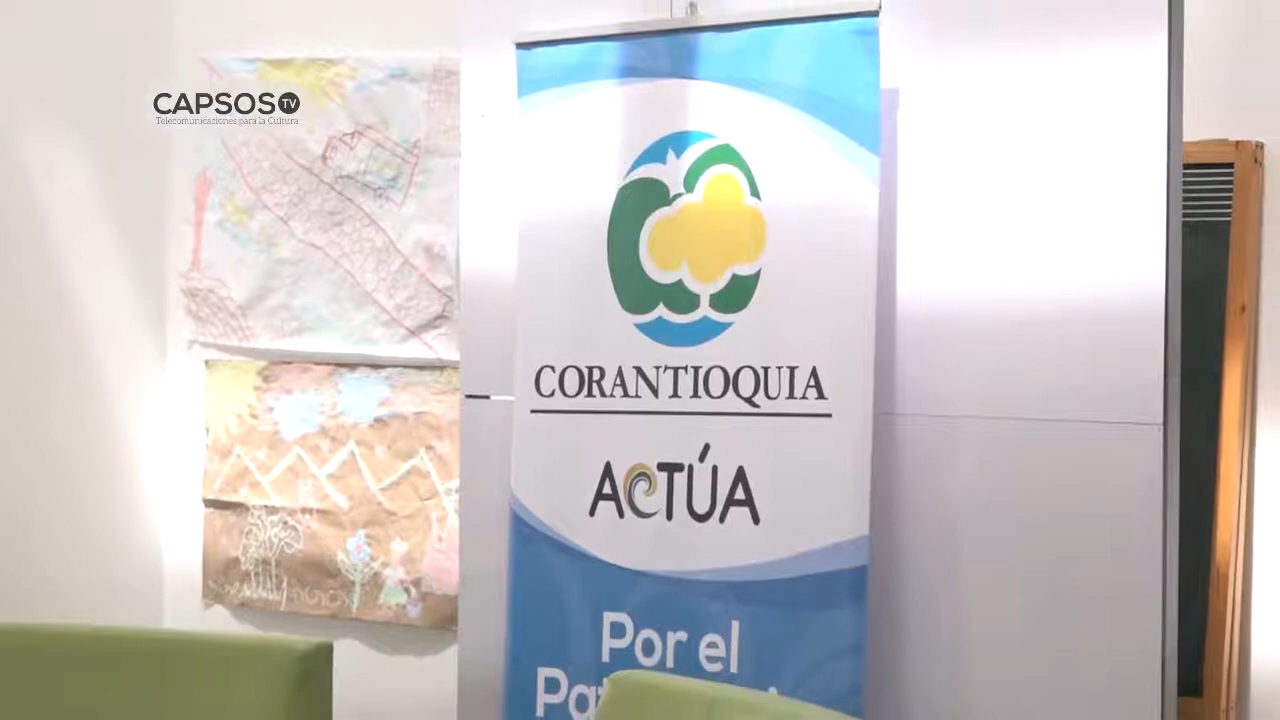 CAPSOS TV
Telecomunicaciones para la Cultura
CORANTIOQUIA
ACTÚA
Por el